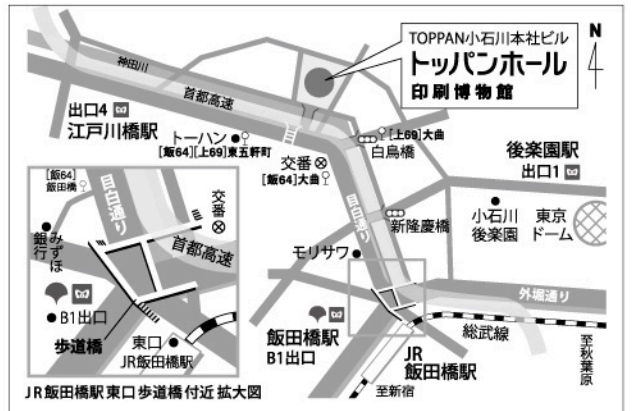 TOPPAN小石川本社ビル
トッパンホール
印刷博物館
N
神田川
首都高速
出口4
江戸川橋駅
トーハン
[飯64][上69]東五軒町
交番
[飯64]大曲
[上69]大曲
白鳥橋
後楽園駅
出口1
目白通り
新隆慶橋
小石川
後楽園
東京
ドーム
モリサワ
外堀通り
飯田橋駅
B1出口
JR
飯田橋駅
総武線
至秋葉原
至新宿
[飯64]
飯田橋
目白通り
交番
首都高速
みずほ
銀行
B1出口
歩道橋
東口
JR飯田橋駅
JR飯田橋駅東口歩道橋付近 拡大図